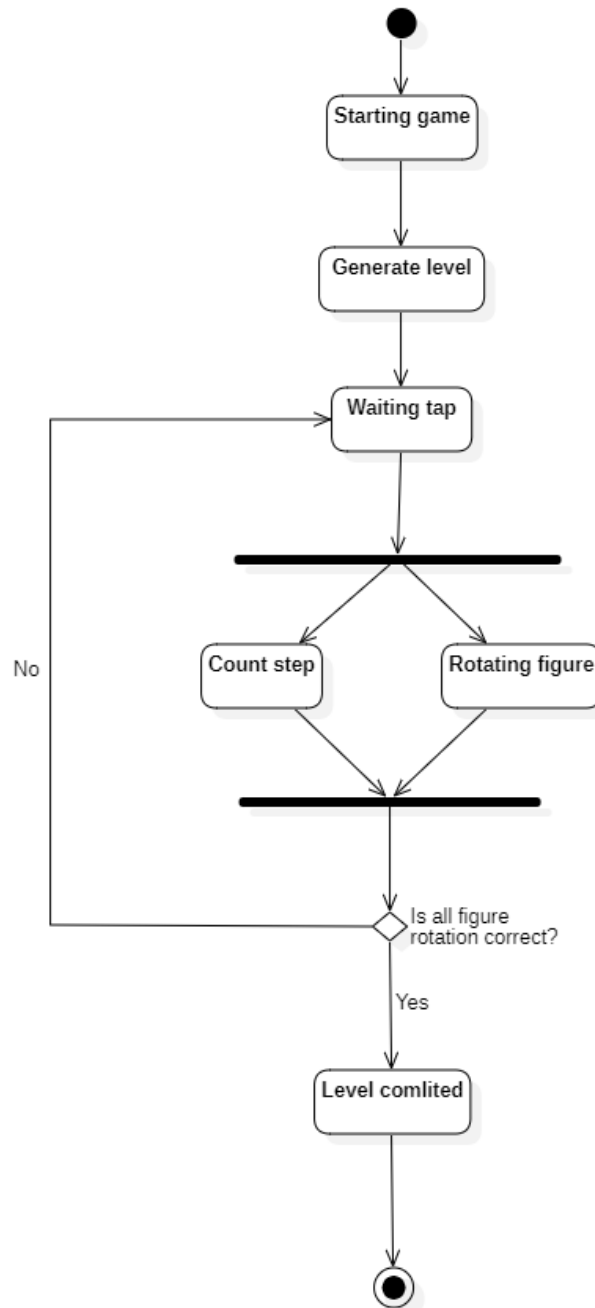 Starting game
Generate level
Waiting tap
Count step
Rotating figure
No
Is all figure
rotation correct?
Yes
Level comlited